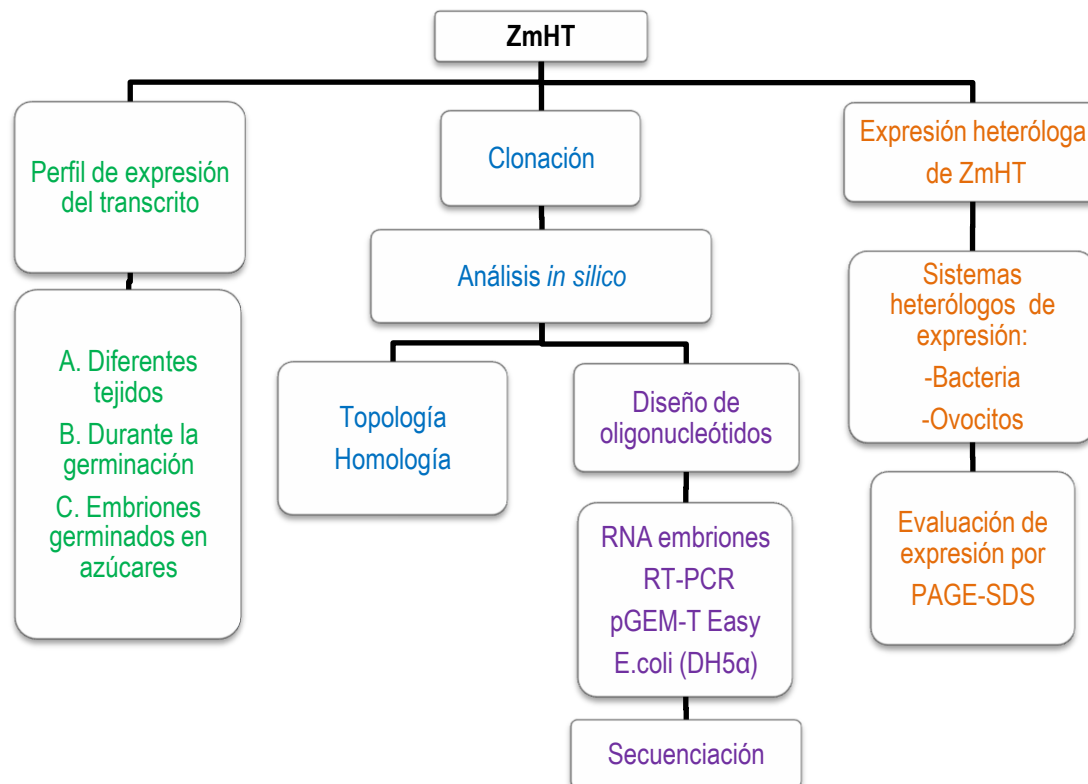 ZmHT
Perfil de expresión
del transcrito
A. Diferentes
tejidos
B. Durante la
germinación
C. Embriones
germinados en
azúcares
Clonación
Análisis in silico
Topología
Homología
Diseño de
oligonucleótidos
RNA embriones
RT-PCR
pGEM-T Easy
E.coli (DH5α)
Secuenciación
Expresión heteróloga
de ZmHT
Sistemas
heterólogos de
expresión:
-Bacteria
-Ovocitos
Evaluación de
expresión por
PAGE-SDS